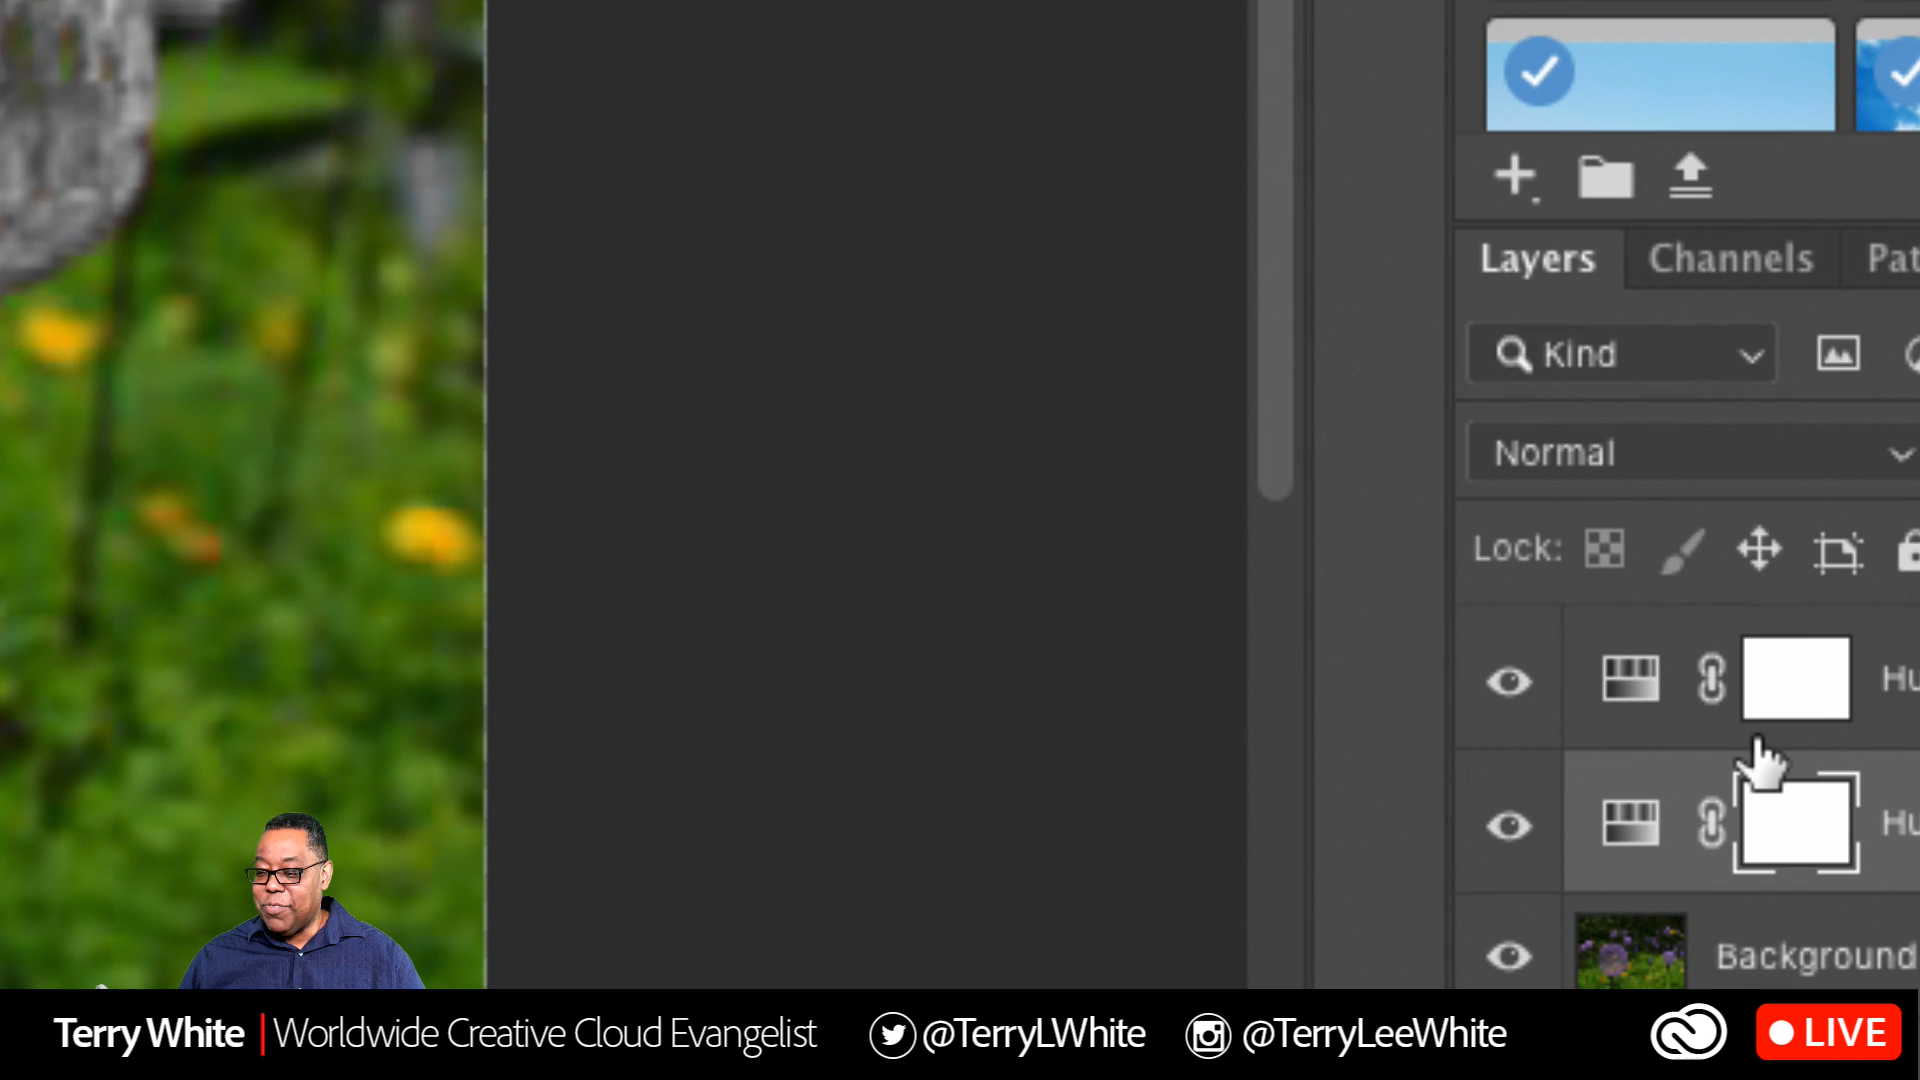 Layers Channels Pat
Kind
Normal
Lock:
Hu
Hu
Background
Terry White | Worldwide Creative Cloud Evangelist @TerryLWhite @TerryLeeWhite LIVE